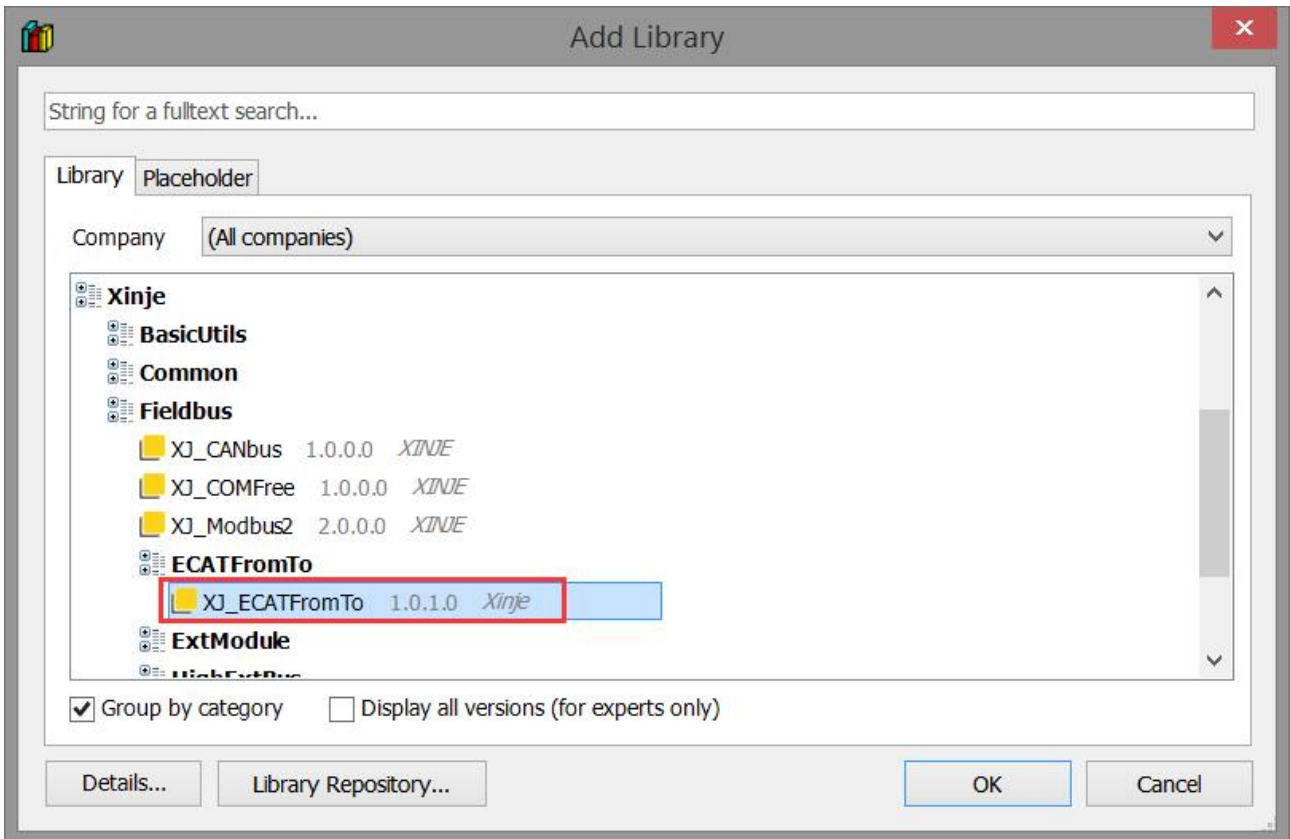 Add Library
String for a fulltext search...
Library Placeholder
Company (All companies)
Xinje
BasicUtils
Common
Fieldbus
XJ_CANbus 1.0.0.0 XINJE
XJ_COMFree 1.0.0.0 XINJE
XJ_Modbus2 2.0.0.0 XINJE
ECATFromTo
XJ_ECATFromTo 1.0.1.0 Xinje
ExtModule
HighExtBus
Group by category Display all versions (for experts only)
Details... Library Repository... OK Cancel